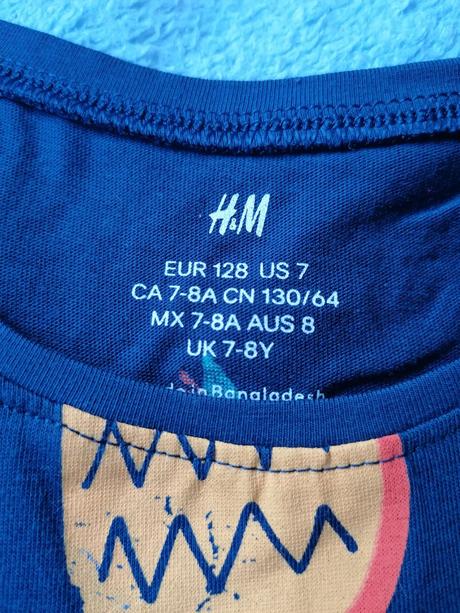 H&M
EUR 128 US 7
CA 7-8A CN 130/64
MX 7-8A AUS 8
UK 7-8Y
Made in Bangladesh